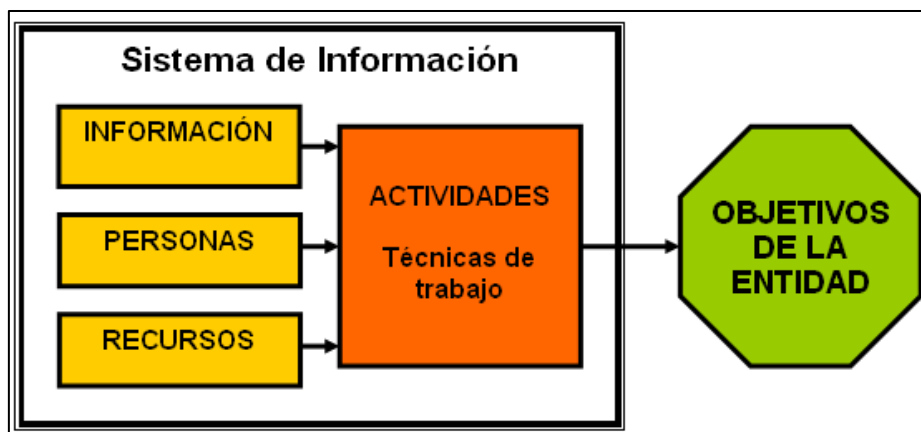 Sistema de Información
INFORMACIÓN
PERSONAS
RECURSOS
ACTIVIDADES
Técnicas de
trabajo
OBJETIVOS
DE LA
ENTIDAD